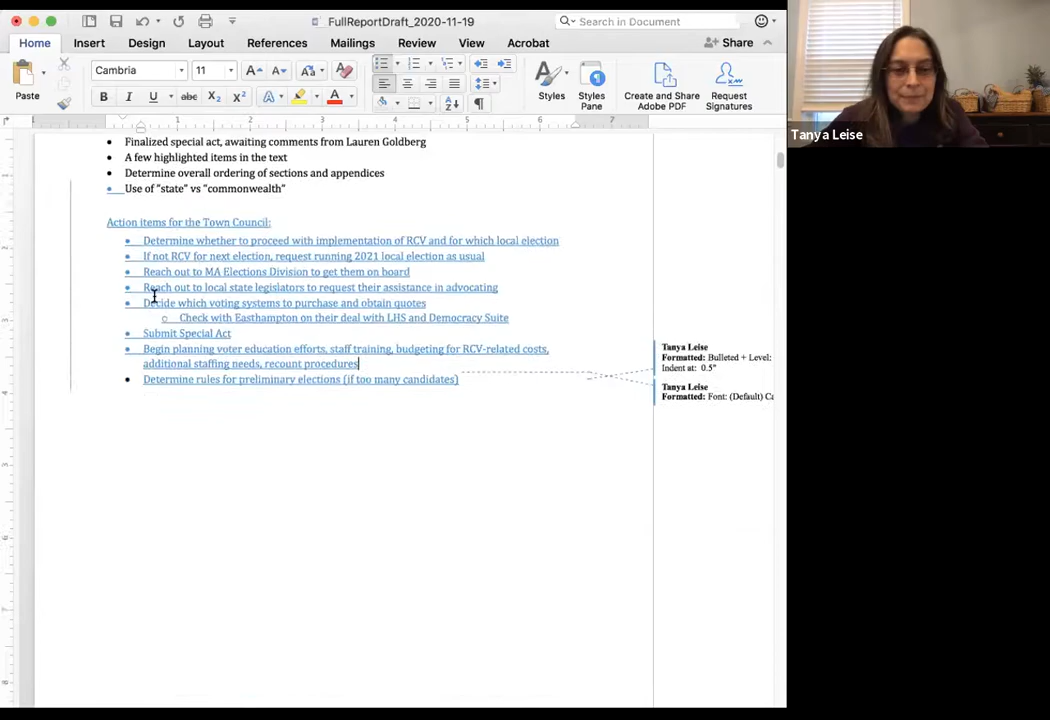 FullReportDraft_2020-11-19
Search in Document
Home Insert Design Layout References Mailings Review View Acrobat Share
Paste
Cambria 11
Styles
Styles
Pane
Create and Share
Adobe PDF
Request
Signatures
1 2 3 4 5 6 7
• Finalized special act, awaiting comments from Lauren Goldberg
• A few highlighted items in the text
• Determine overall ordering of sections and appendices
• Use of "state" vs "commonwealth"
Action items for the Town Council:
• Determine whether to proceed with implementation of RCV and for which local election
• If not RCV for next election, request running 2021 local election as usual
• Reach out to MA Elections Division to get them on board
• Reach out to local state legislators to request their assistance in advocating
• Decide which voting systems to purchase and obtain quotes
o Check with Easthampton on their deal with LHS and Democracy Suite
• Submit Special Act
• Begin planning voter education efforts, staff training, budgeting for RCV-related costs,
additional staffing needs, recount procedures
• Determine rules for preliminary elections (if too many candidates)
Tanya Leise
Formatted: Bulleted + Level:
Indent at: 0.5"
Tanya Leise
Formatted: Font: (Default) Ca
Tanya Leise